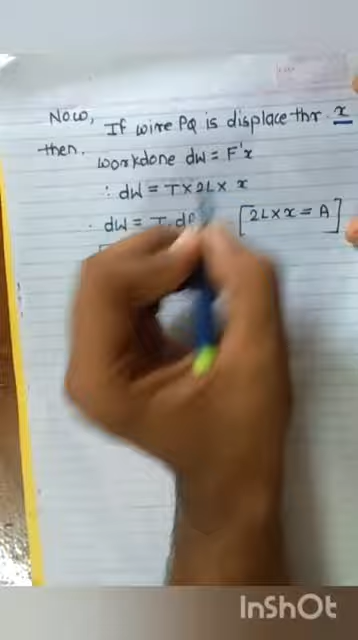 Now, If wire PQ is displace thr. x
then. workdone dw = F'x
∴ dw = T×2L× x
. dw = T. d [2L×x = A]
InShOt